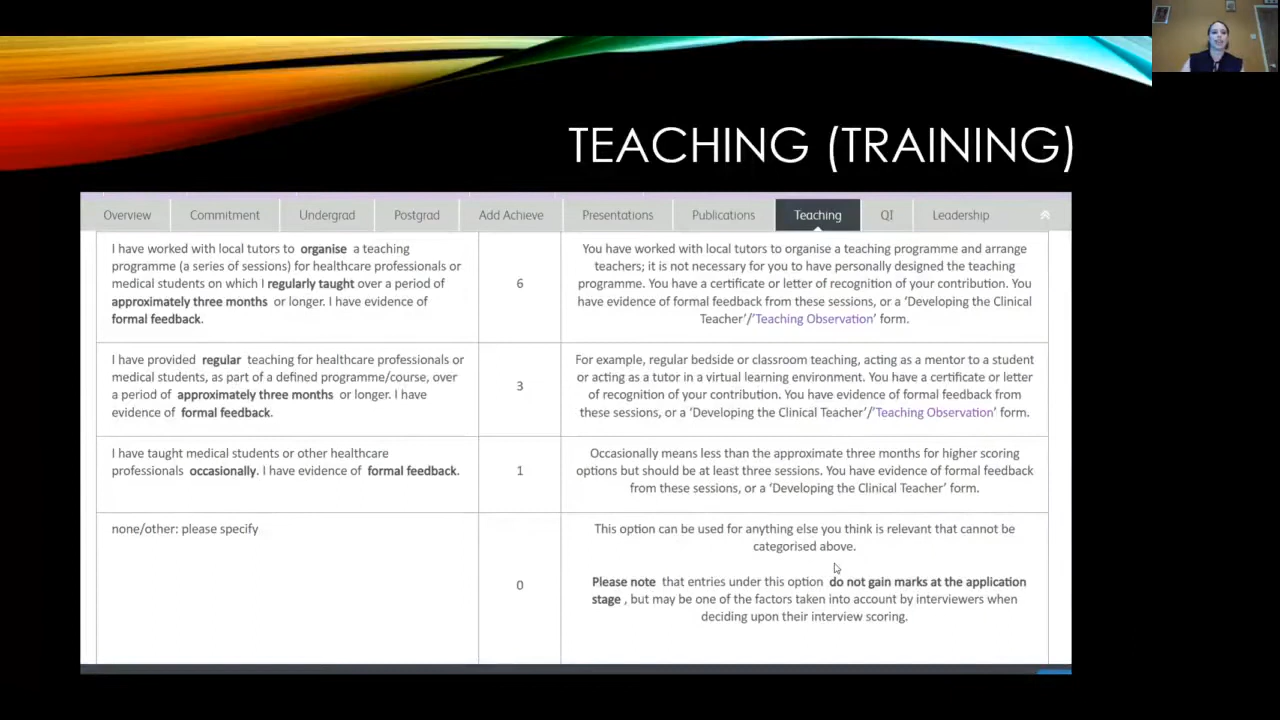 TEACHING (TRAINING)
Overview
Commitment
Undergrad
Postgrad
Add Achieve
Presentations
Publications
Teaching
QI
Leadership
I have worked with local tutors to organise a teaching
programme (a series of sessions) for healthcare professionals or
medical students on which I regularly taught over a period of
approximately three months or longer. I have evidence of
formal feedback.
6
You have worked with local tutors to organise a teaching programme and arrange
teachers; it is not necessary for you to have personally designed the teaching
programme. You have a certificate or letter of recognition of your contribution. You
have evidence of formal feedback from these sessions, or a 'Developing the Clinical
Teacher'/'Teaching Observation' form.
I have provided regular teaching for healthcare professionals or
medical students, as part of a defined programme/course, over
a period of approximately three months or longer. I have
evidence of formal feedback.
3
For example, regular bedside or classroom teaching, acting as a mentor to a student
or acting as a tutor in a virtual learning environment. You have a certificate or letter
of recognition of your contribution. You have evidence of formal feedback from
these sessions, or a 'Developing the Clinical Teacher'/'Teaching Observation' form.
I have taught medical students or other healthcare
professionals occasionally. I have evidence of formal feedback.
1
Occasionally means less than the approximate three months for higher scoring
options but should be at least three sessions. You have evidence of formal feedback
from these sessions, or a 'Developing the Clinical Teacher' form.
none/other: please specify
0
This option can be used for anything else you think is relevant that cannot be
categorised above.
Please note that entries under this option do not gain marks at the application
stage , but may be one of the factors taken into account by interviewers when
deciding upon their interview scoring.